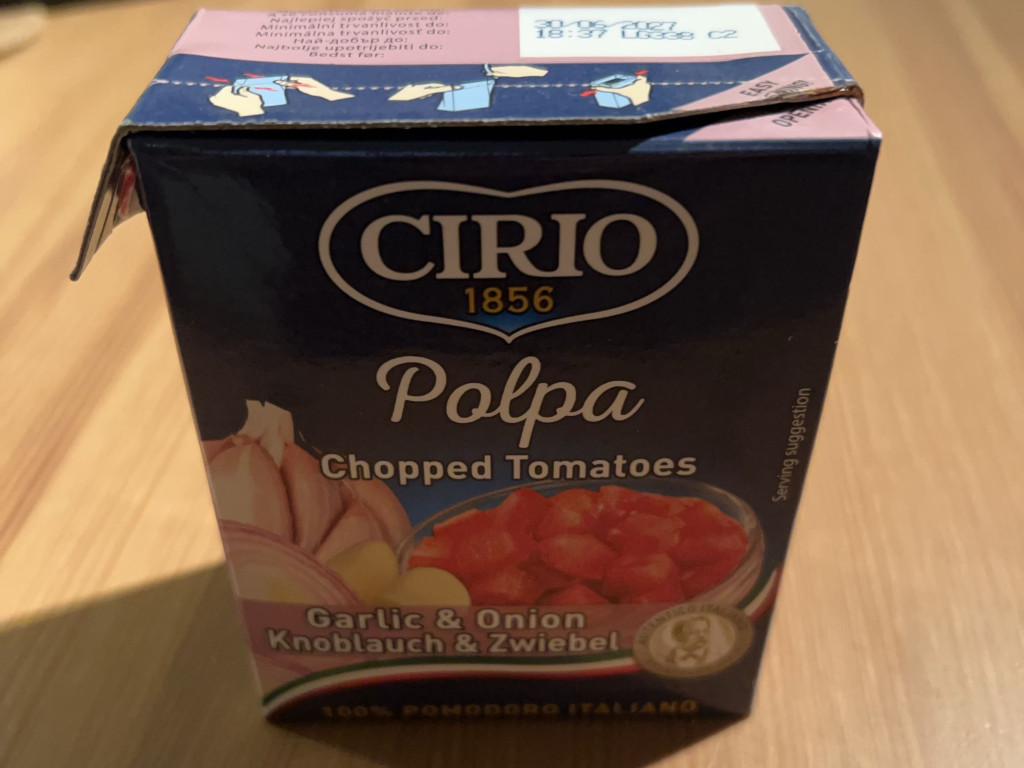 Najlepiej spożyć przed:
Minimální trvanlivost do:
Minimálna trvanlivosť do:
Най-добър до:
Najbolje upotrijebiti do:
Bedst før:
30/06/2027
18:37 C2
EASY
OPEN
CIRIO
1856
Polpa
Chopped Tomatoes
Serving suggestion
Garlic & Onion
Knoblauch & Zwiebel
100% POMODORO ITALIANO